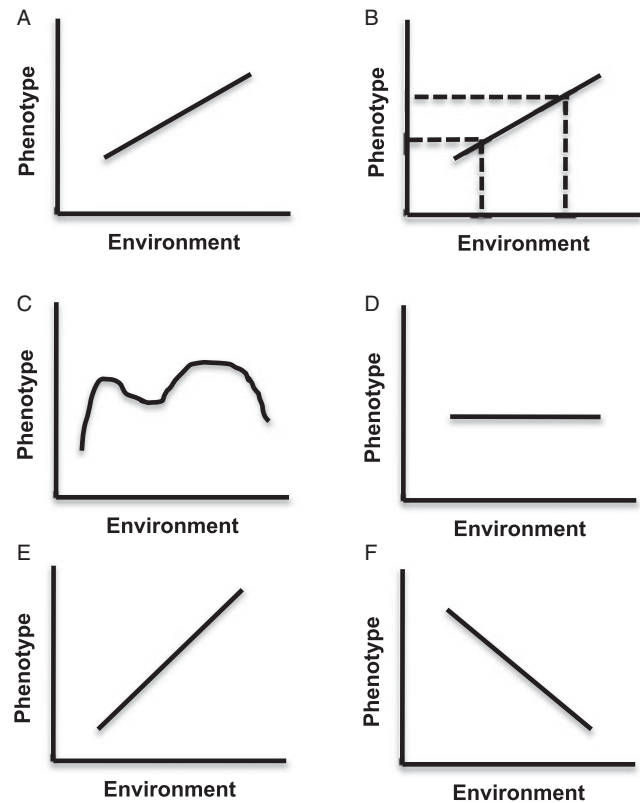 A
Phenotype
Environment
B
Phenotype
Environment
C
Phenotype
Environment
D
Phenotype
Environment
E
Phenotype
Environment
F
Phenotype
Environment